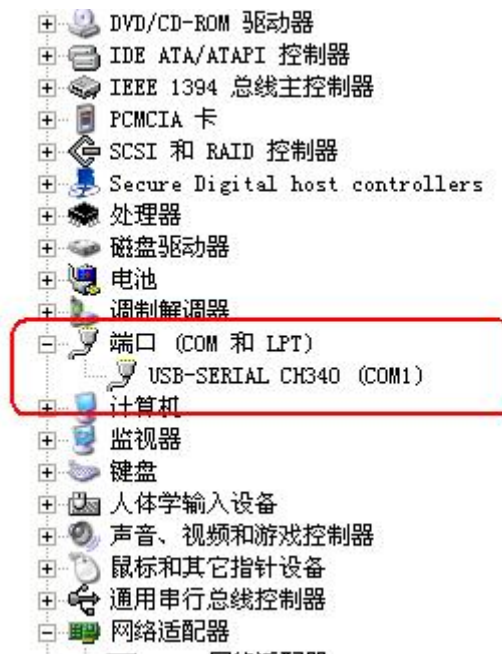 DVD/CD-ROM 驱动器
IDE ATA/ATAPI 控制器
IEEE 1394 总线主控制器
PCMCIA 卡
SCSI 和 RAID 控制器
Secure Digital host controllers
处理器
磁盘驱动器
电池
调制解调器
端口 (COM 和 LPT)
USB-SERIAL CH340 (COM1)
计算机
监视器
键盘
人体学输入设备
声音、视频和游戏控制器
鼠标和其它指针设备
通用串行总线控制器
网络适配器